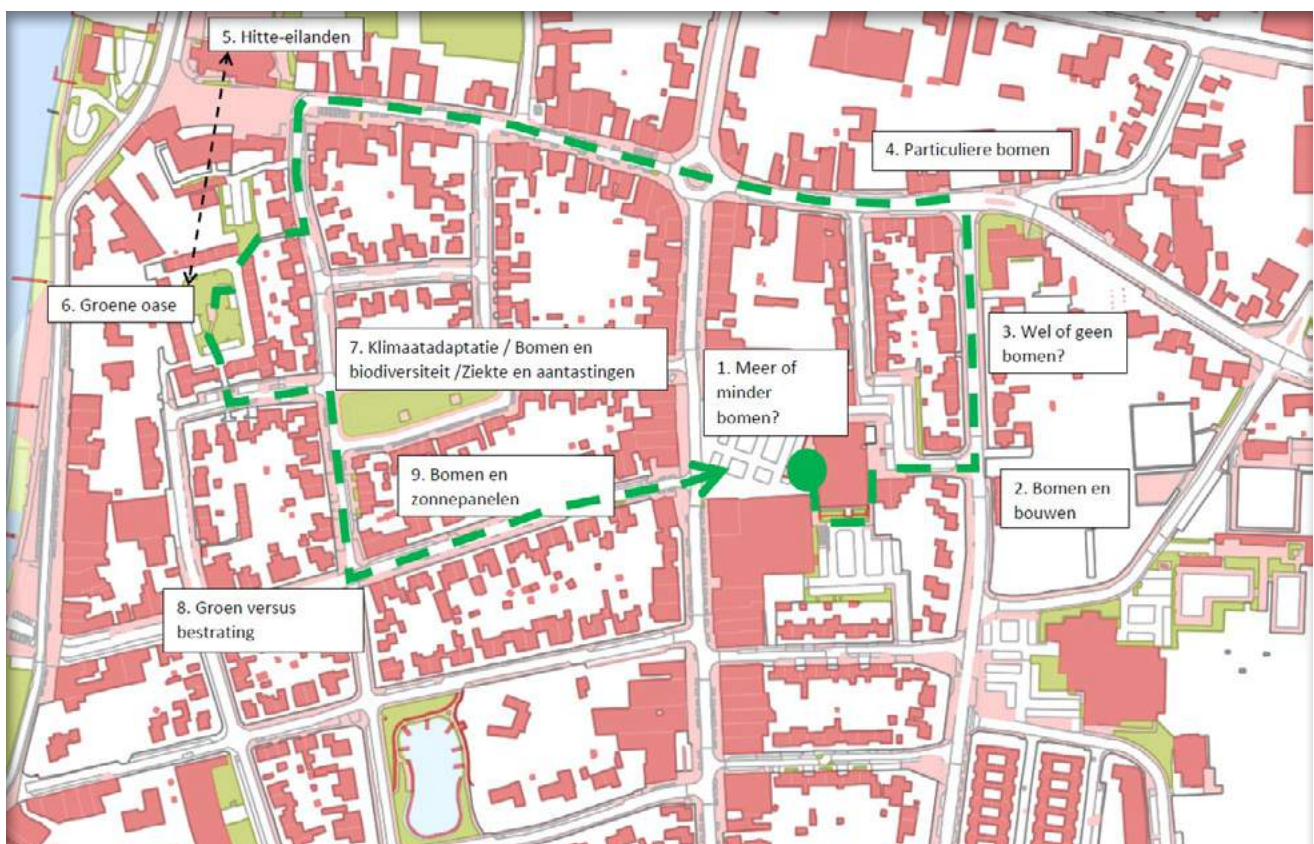 5. Hitte-eilanden
4. Particuliere bomen
6. Groene oase
7. Klimaatadaptatie / Bomen en
biodiversiteit /Ziekte en aantastingen
3. Wel of geen
bomen?
1. Meer of
minder
bomen?
9. Bomen en
zonnepanelen
2. Bomen en
bouwen
8. Groen versus
bestrating